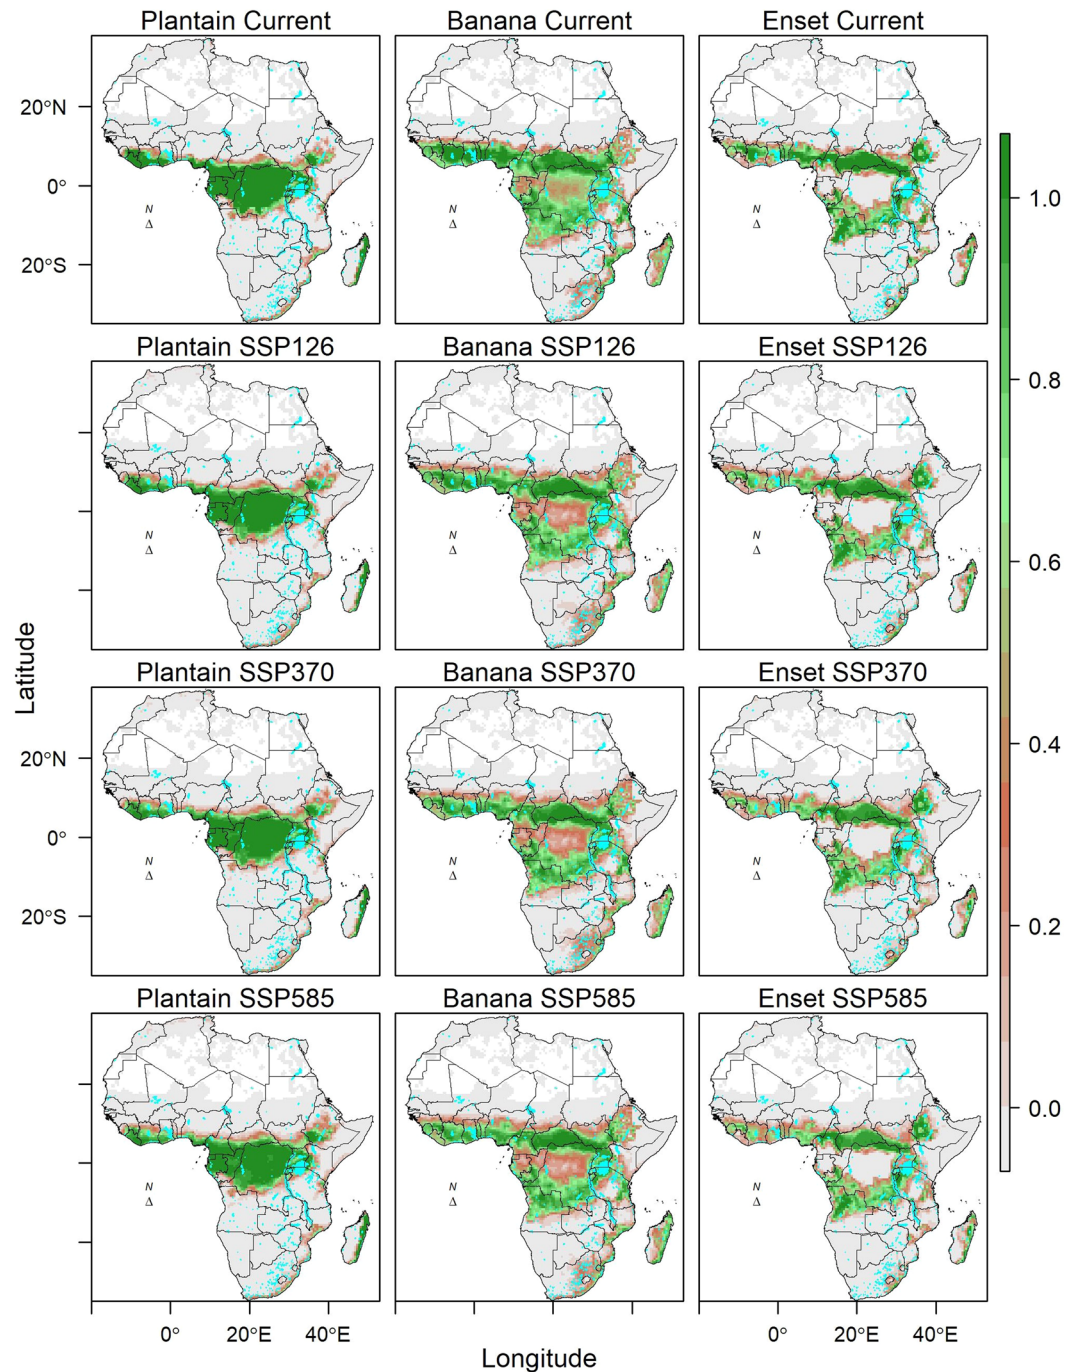 Plantain Current Banana Current Enset Current
20°N
0°
20°S
N
Δ
N
Δ
N
Δ
1.0
0.8
0.6
0.4
0.2
0.0
Plantain SSP126 Banana SSP126 Enset SSP126
N
Δ
N
Δ
N
Δ
Plantain SSP370 Banana SSP370 Enset SSP370
20°N
0°
20°S
N
Δ
N
Δ
N
Δ
Plantain SSP585 Banana SSP585 Enset SSP585
N
Δ
N
Δ
N
Δ
0° 20°E 40°E 0° 20°E 40°E
Latitude
Longitude